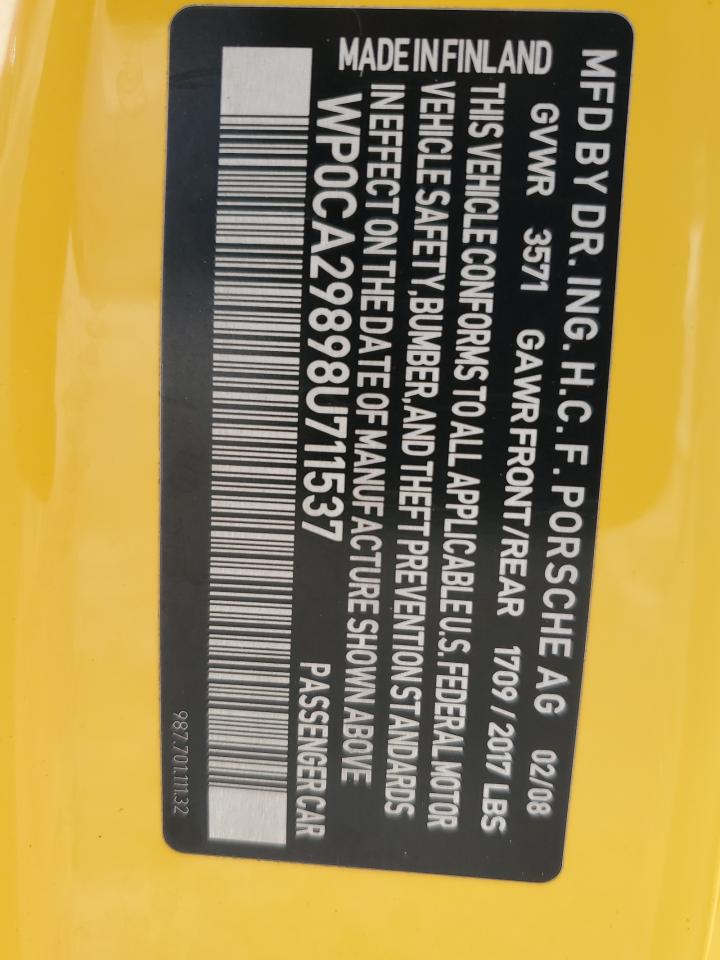 MFD BY DR. ING. H.C. F. PORSCHE AG 02/08
GVWR 3571 GAWR FRONT/REAR 1709 / 2017 LBS
THIS VEHICLE CONFORMS TO ALL APPLICABLE U.S. FEDERAL MOTOR
VEHICLE SAFETY, BUMBER, AND THEFT PREVENTION STANDARDS
IN EFFECT ON THE DATE OF MANUFACTURE SHOWN ABOVE
MADE IN FINLAND
WP0CA29898U711537 PASSENGER CAR
987.701.111.32